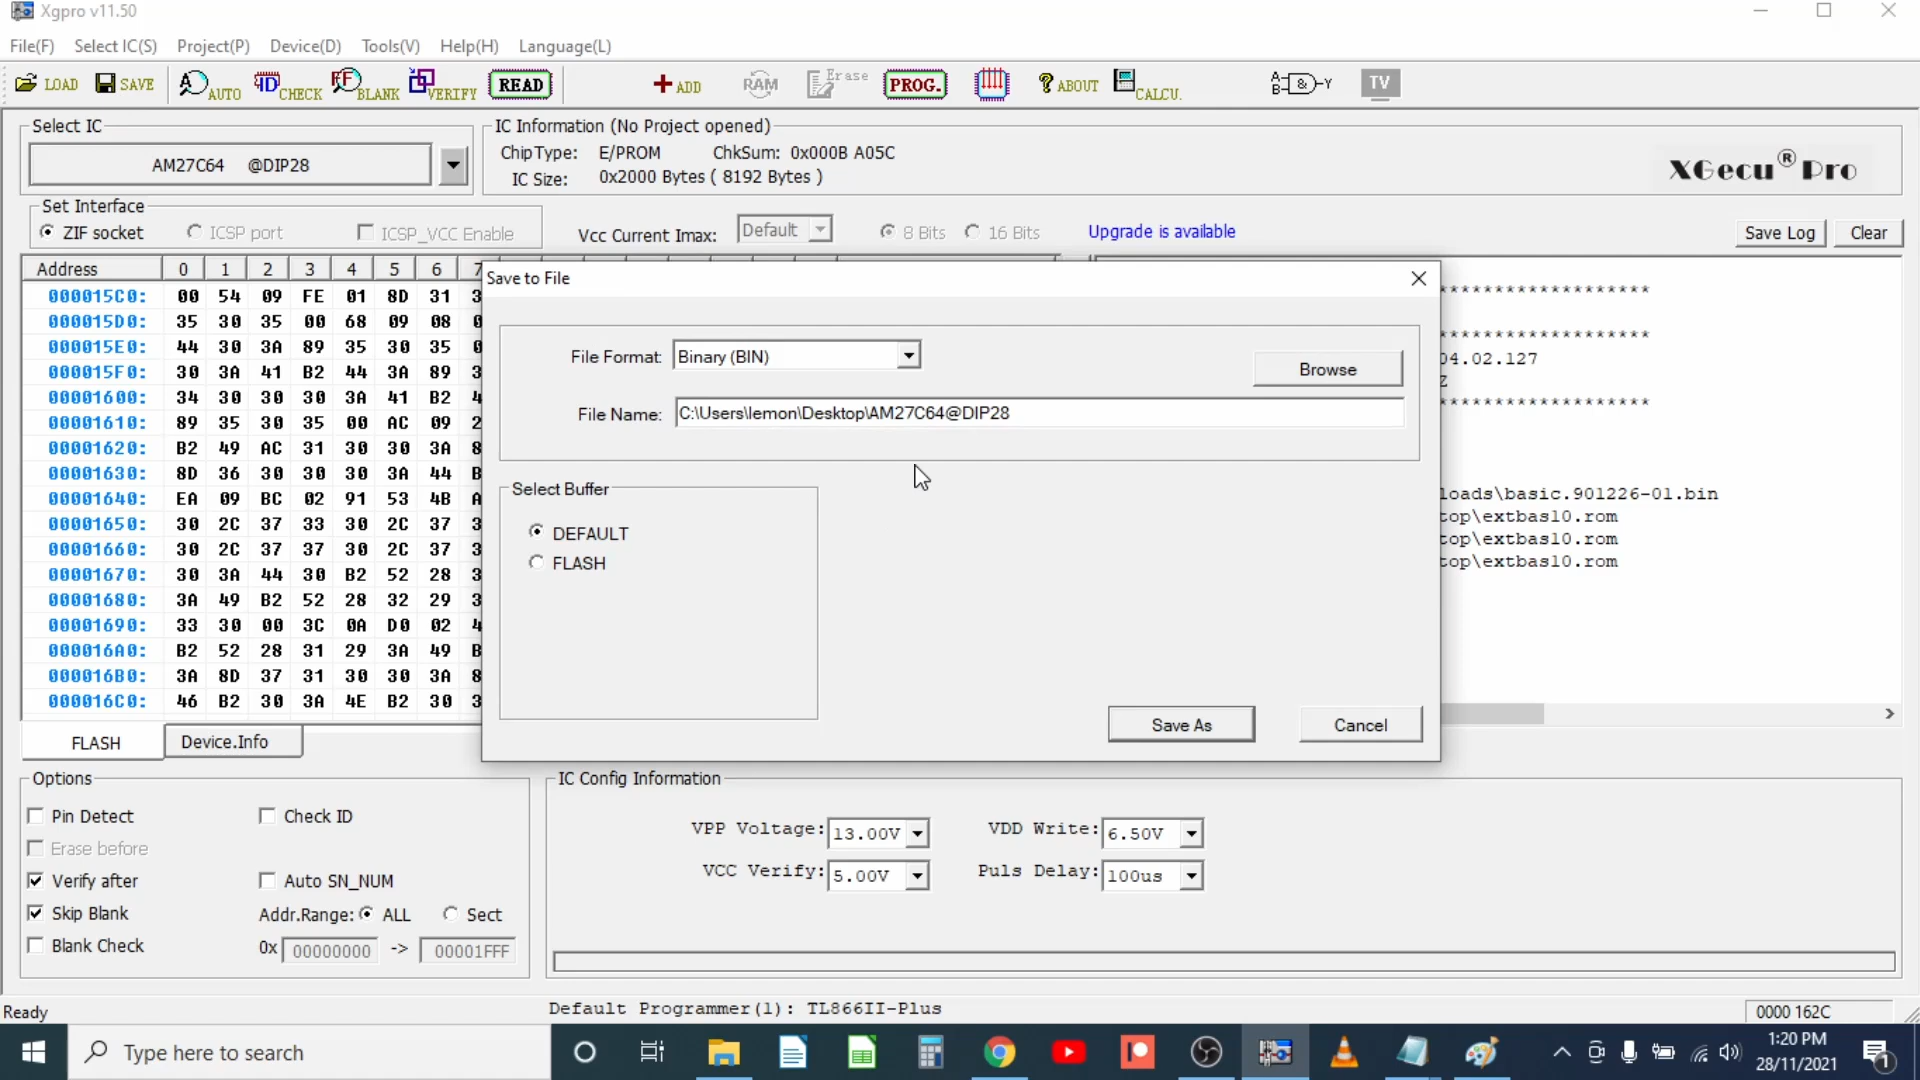 Xgpro v11.50
File(F) Select IC(S) Project(P) Device(D) Tools(V) Help(H) Language(L)
LOAD SAVE AUTO CHECK BLANK VERIFY READ ADD RAM Erase PROG. ABOUT CALCU. TV
Select IC
AM27C64 @DIP28
IC Information (No Project opened)
ChipType: E/PROM ChkSum: 0x000B A05C
IC Size: 0x2000 Bytes ( 8192 Bytes )
XGecu® Pro
Set Interface
ZIF socket ICSP port ICSP_VCC Enable
Vcc Current Imax: Default 8 Bits 16 Bits
Upgrade is available
Save Log Clear
Address 0 1 2 3 4 5 6 7
000015C0: 00 54 09 FE 01 8D 31 3
000015D0: 35 30 35 00 68 09 08
000015E0: 44 30 3A 89 35 30 35
000015F0: 30 3A 41 B2 44 3A 89 3
00001600: 34 30 30 30 3A 41 B2 4
00001610: 89 35 30 35 00 AC 09 2
00001620: B2 49 AC 31 30 30 3A 8
00001630: 8D 36 30 30 30 3A 44 B
00001640: EA 09 BC 02 91 53 4B A
00001650: 30 2C 37 33 30 2C 37 3
00001660: 30 2C 37 37 30 2C 37 3
00001670: 30 3A 44 30 B2 52 28 3
00001680: 3A 49 B2 52 28 32 29 3
00001690: 33 30 00 3C 0A D0 02 4
000016A0: B2 52 28 31 29 3A 49 B
000016B0: 3A 8D 37 31 30 30 3A 8
000016C0: 46 B2 30 3A 4E B2 30 3
Save to File
File Format: Binary (BIN)
Browse
File Name: C:\Users\lemon\Desktop\AM27C64@DIP28
Select Buffer
DEFAULT
FLASH
Save As Cancel
*******************
*******************
04.02.127
Z
*******************
loads\basic.901226-01.bin
top\extbas10.rom
top\extbas10.rom
top\extbas10.rom
FLASH Device.Info
Options
Pin Detect Check ID
Erase before
Verify after Auto SN_NUM
Skip Blank Addr.Range: ALL Sect
Blank Check 0x 00000000 -> 00001FFF
IC Config Information
VPP Voltage: 13.00V VDD Write: 6.50V
VCC Verify: 5.00V Puls Delay: 100us
Ready Default Programmer(1): TL866II-Plus 0000 162C
Type here to search
1:20 PM
28/11/2021
1